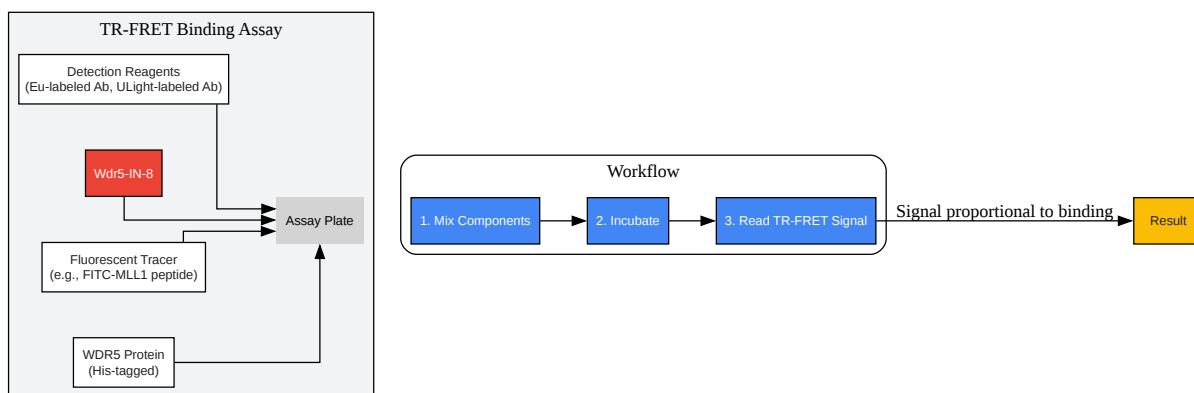 TR-FRET Binding Assay
Detection Reagents
(Eu-labeled Ab, ULight-labeled Ab)
Wdr5-IN-8
Assay Plate
Fluorescent Tracer
(e.g., FITC-MLL1 peptide)
WDR5 Protein
(His-tagged)
Workflow
1. Mix Components
2. Incubate
3. Read TR-FRET Signal
Signal proportional to binding
Result